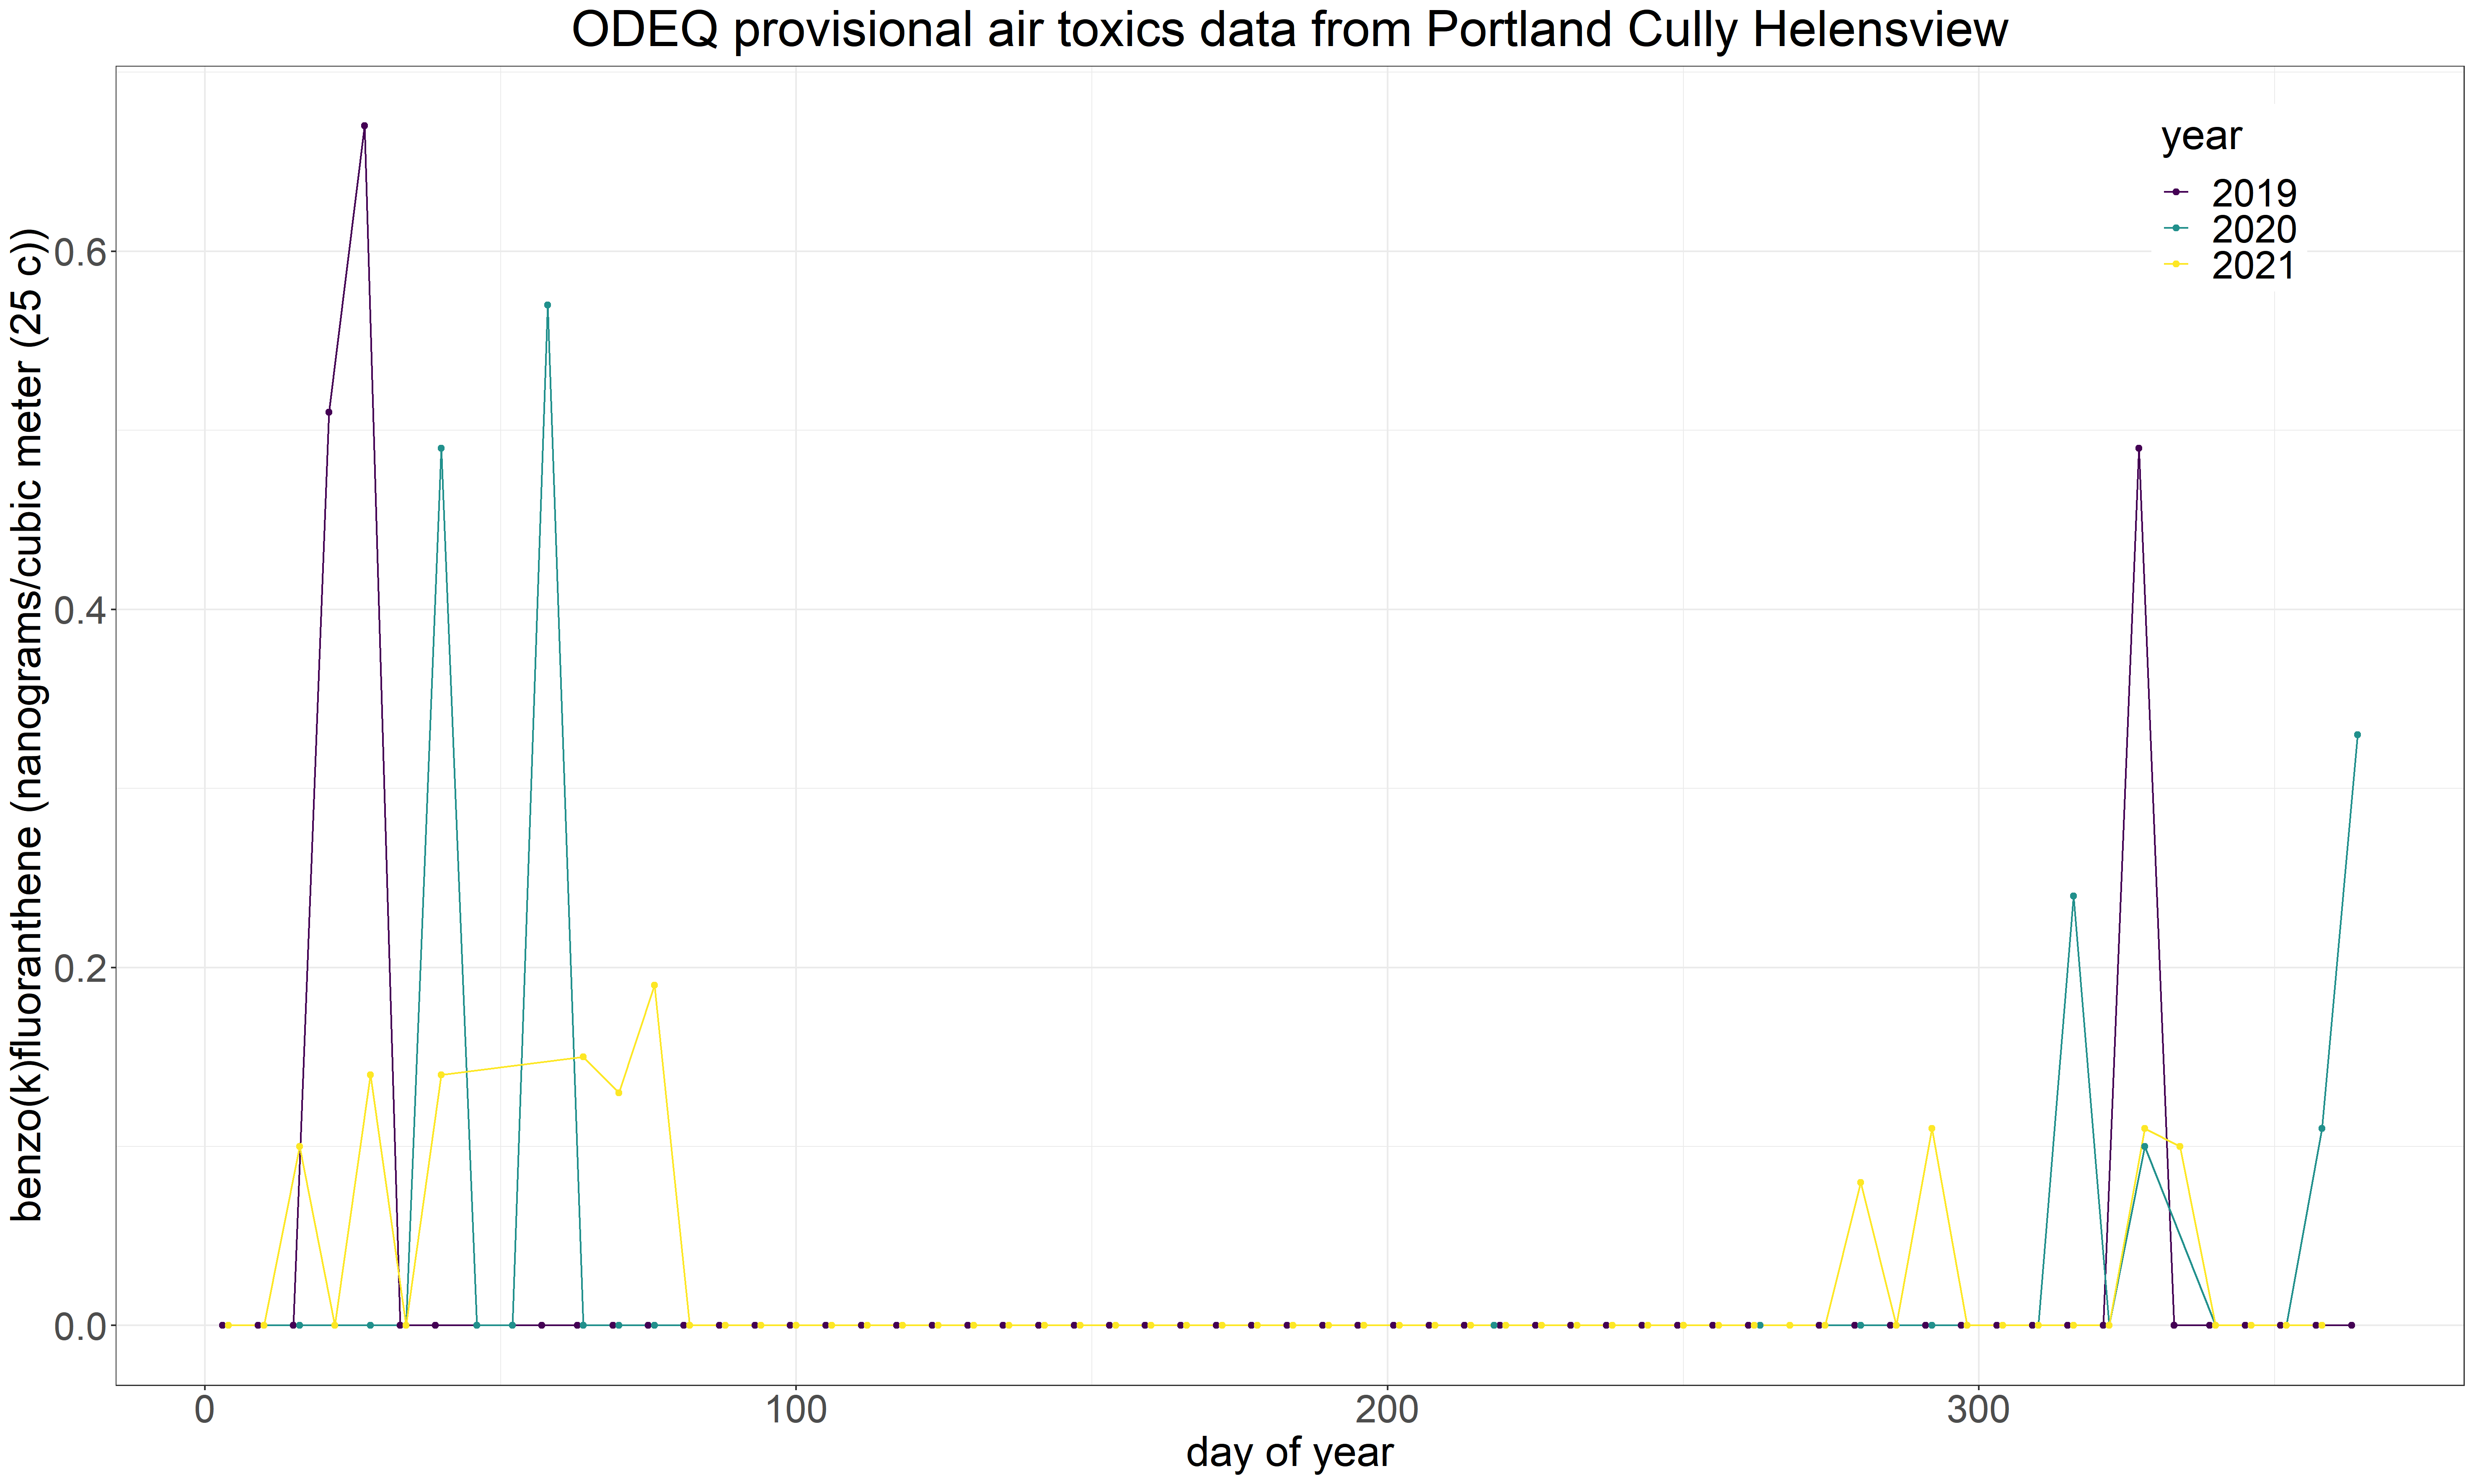 ODEQ provisional air toxics data from Portland Cully Helensview
benzo(k)fluoranthene (nanograms/cubic meter (25 c))
0.6
0.4
0.2
0.0
year
2019
2020
2021
0 100 200 300
day of year